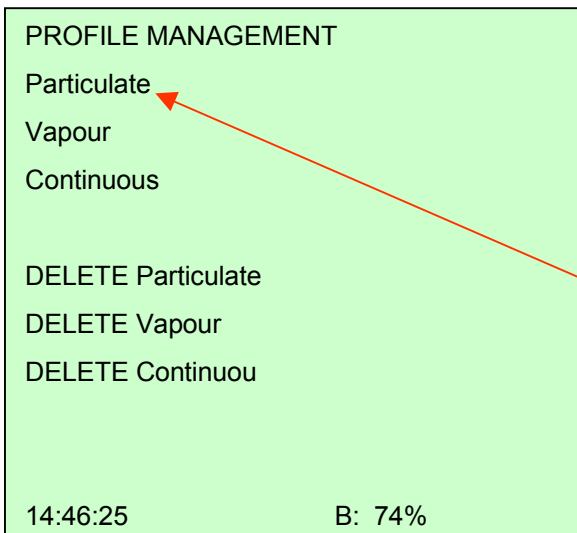 PROFILE MANAGEMENT
Particulate
Vapour
Continuous
DELETE Particulate
DELETE Vapour
DELETE Continuou
14:46:25 B: 74%